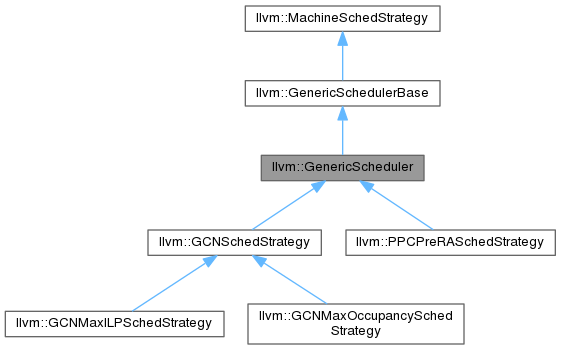 llvm::MachineSchedStrategy
llvm::GenericSchedulerBase
llvm::GenericScheduler
llvm::GCNSchedStrategy
llvm::PPCPreRASchedStrategy
llvm::GCNMaxILPSchedStrategy
llvm::GCNMaxOccupancySched
Strategy